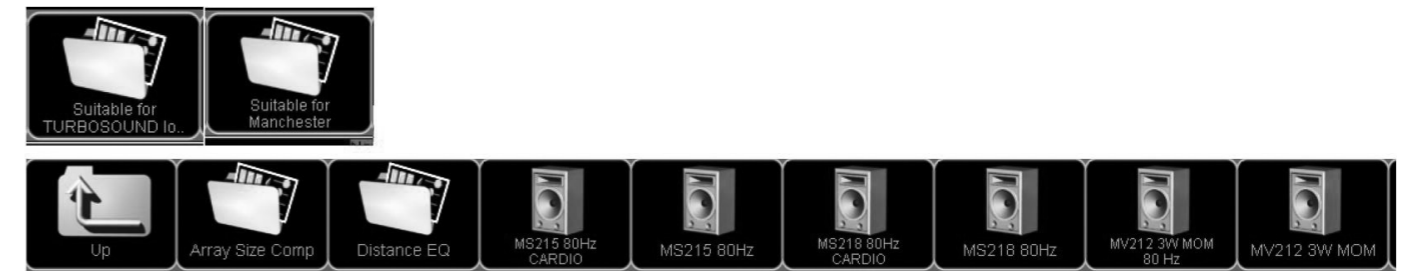 Suitable for
TURBOSOUND lo..
Suitable for
Manchester
Up
Array Size Comp
Distance EQ
MS215 80Hz
CARDIO
MS215 80Hz
MS218 80Hz
CARDIO
MS218 80Hz
MV212 3W MOM
80 Hz
MV212 3W MOM